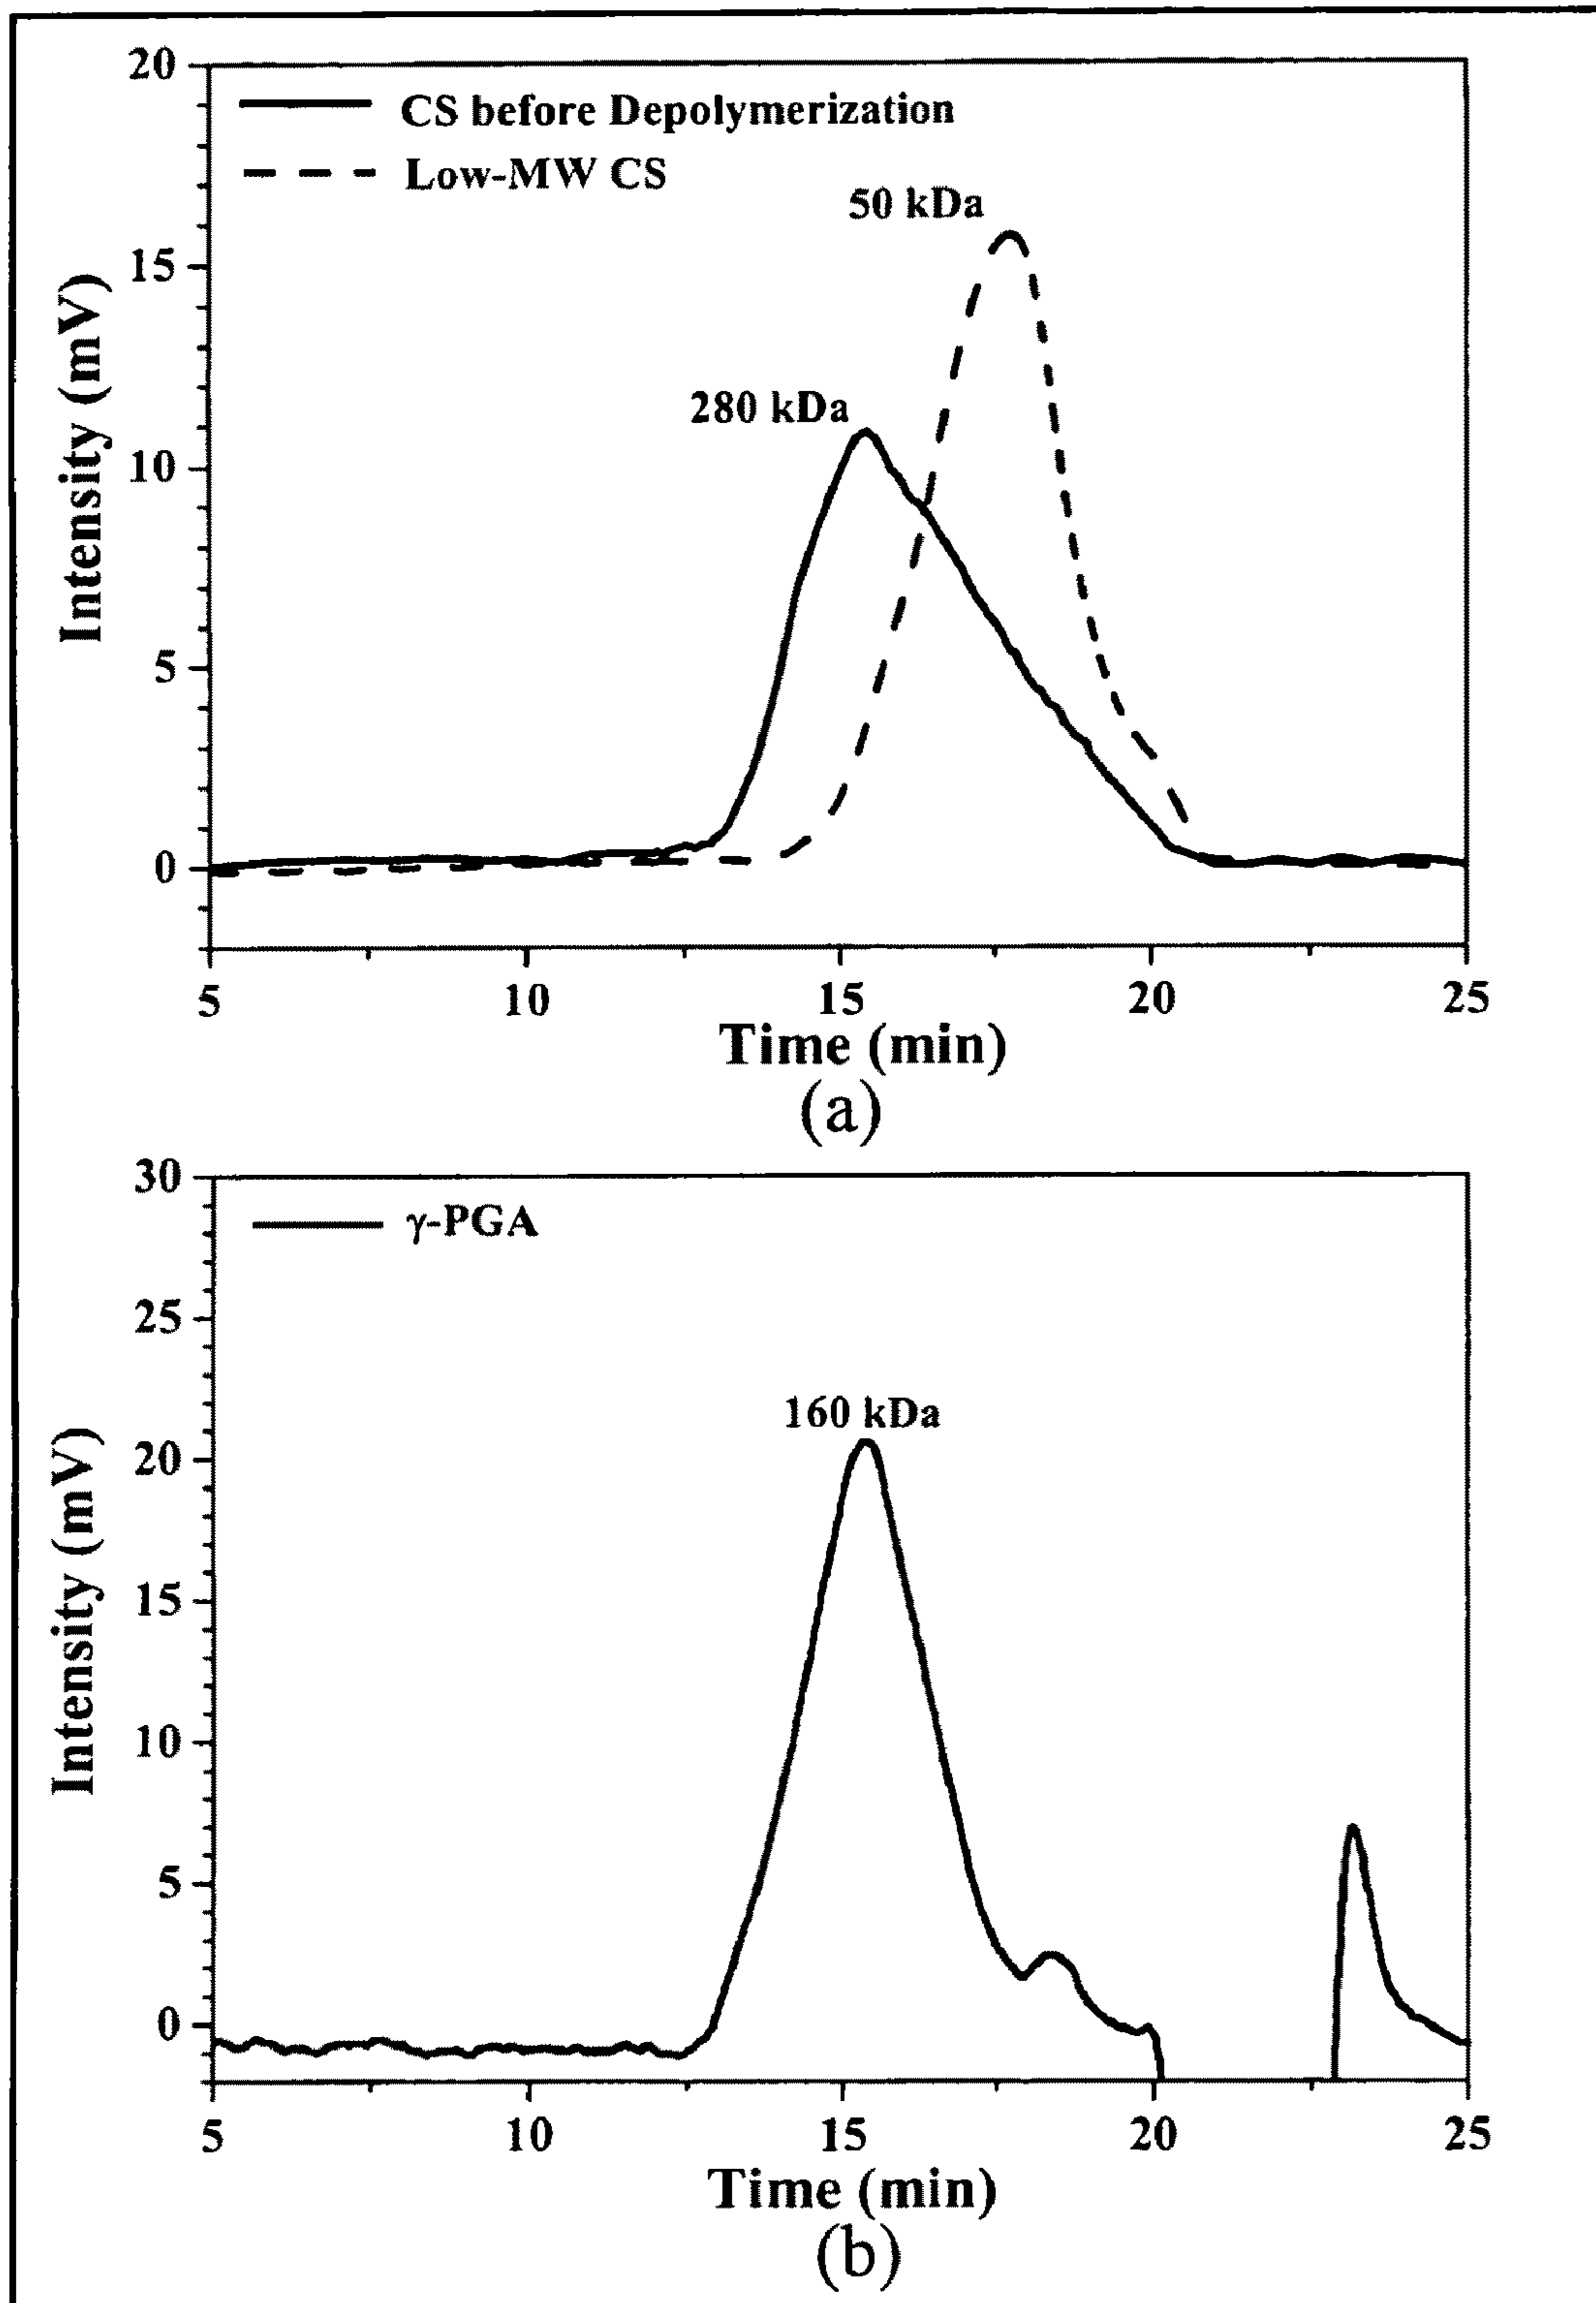 20
CS before Depolymerization
Low-MW CS
50 kDa
15
280 kDa
10
5
0
Intensity (mV)
5 10 15 20 25
Time (min)
(a)
30
γ-PGA
25
160 kDa
20
15
10
5
0
Intensity (mV)
5 10 15 20 25
Time (min)
(b)